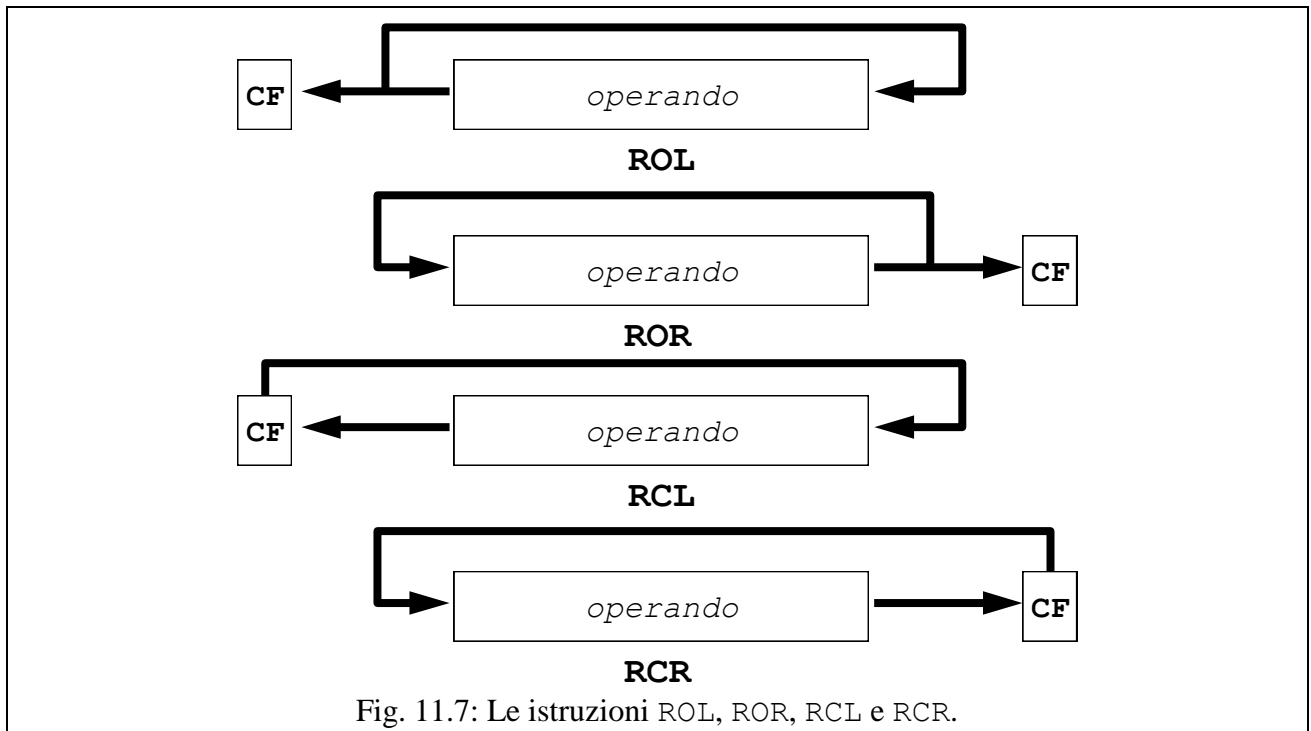 CF operando
ROL
operando CF
ROR
CF operando
RCL
operando CF
RCR
Fig. 11.7: Le istruzioni ROL, ROR, RCL e RCR.